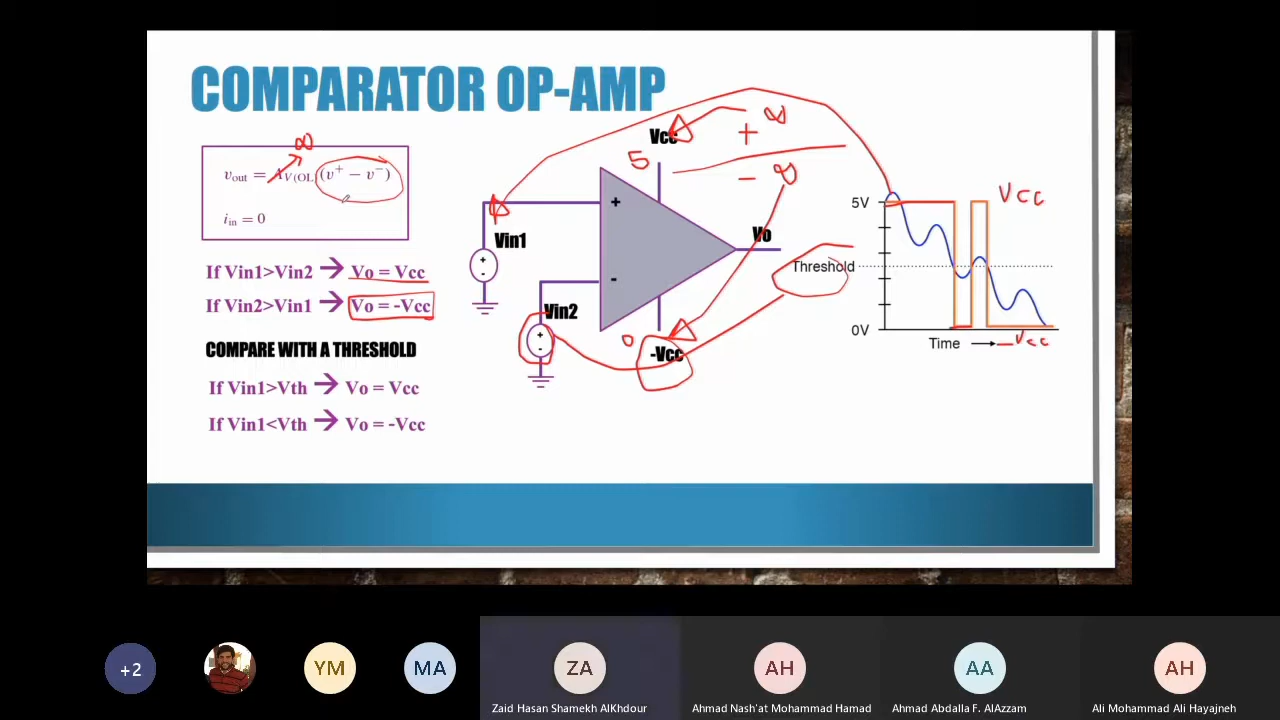 COMPARATOR OP-AMP
∞
v_out = A_V(OL)(v⁺ − v⁻)
i_in = 0
If Vin1>Vin2 → Vo = Vcc
If Vin2>Vin1 → Vo = -Vcc
COMPARE WITH A THRESHOLD
If Vin1>Vth → Vo = Vcc
If Vin1<Vth → Vo = -Vcc
Vcc
5
+ ∞
- ∞
+
-
Vin1
+
-
Vin2
+
-
Vo
0
-Vcc
5V
VCC
Threshold
0V
Time
-Vcc
+2
YM
MA
ZA
AH
AA
AH
Zaid Hasan Shamekh AlKhdour
Ahmad Nash'at Mohammad Hamad
Ahmad Abdalla F. AlAzzam
Ali Mohammad Ali Hayajneh